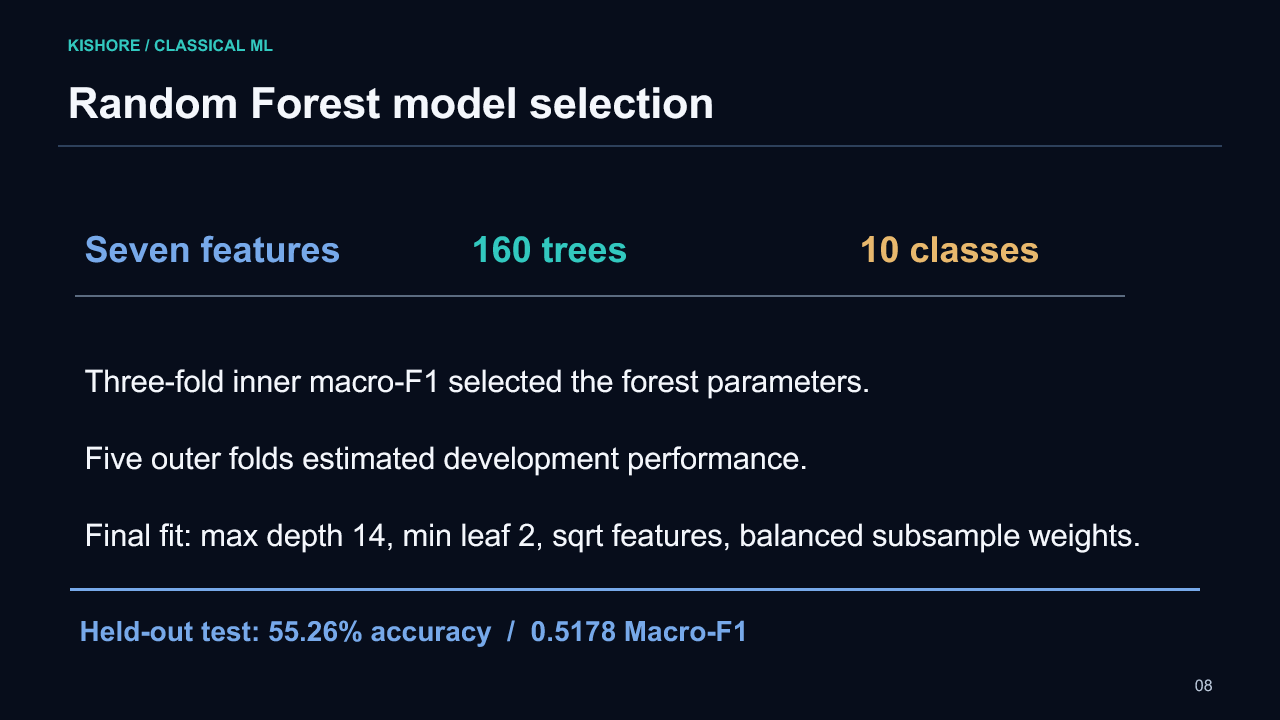 KISHORE / CLASSICAL ML
Random Forest model selection
Seven features
160 trees
10 classes
Three-fold inner macro-F1 selected the forest parameters.
Five outer folds estimated development performance.
Final fit: max depth 14, min leaf 2, sqrt features, balanced subsample weights.
Held-out test: 55.26% accuracy / 0.5178 Macro-F1
08